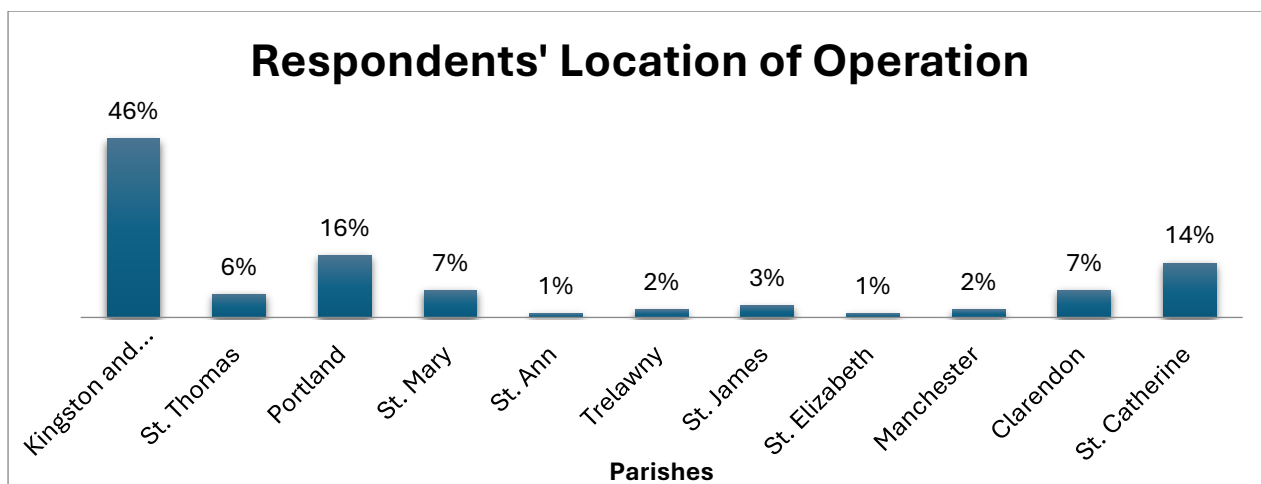 Respondents' Location of Operation
46%
6%
16%
7%
1%
2%
3%
1%
2%
7%
14%
Kingston and...
St. Thomas
Portland
St. Mary
St. Ann
Trelawny
St. James
St. Elizabeth
Manchester
Clarendon
St. Catherine
Parishes